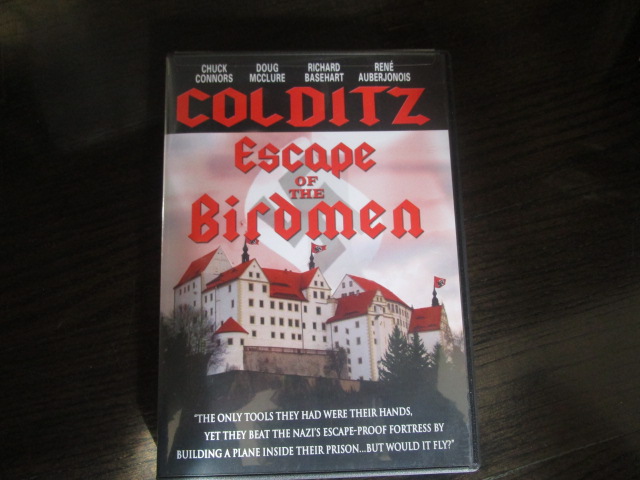 CHUCK CONNORS DOUG McCLURE RICHARD BASEHART RENÉ AUBERJONOIS
COLDITZ
Escape
OF THE
Birdmen
"THE ONLY TOOLS THEY HAD WERE THEIR HANDS,
YET THEY BEAT THE NAZI'S ESCAPE-PROOF FORTRESS BY
BUILDING A PLANE INSIDE THEIR PRISON...BUT WOULD IT FLY?"